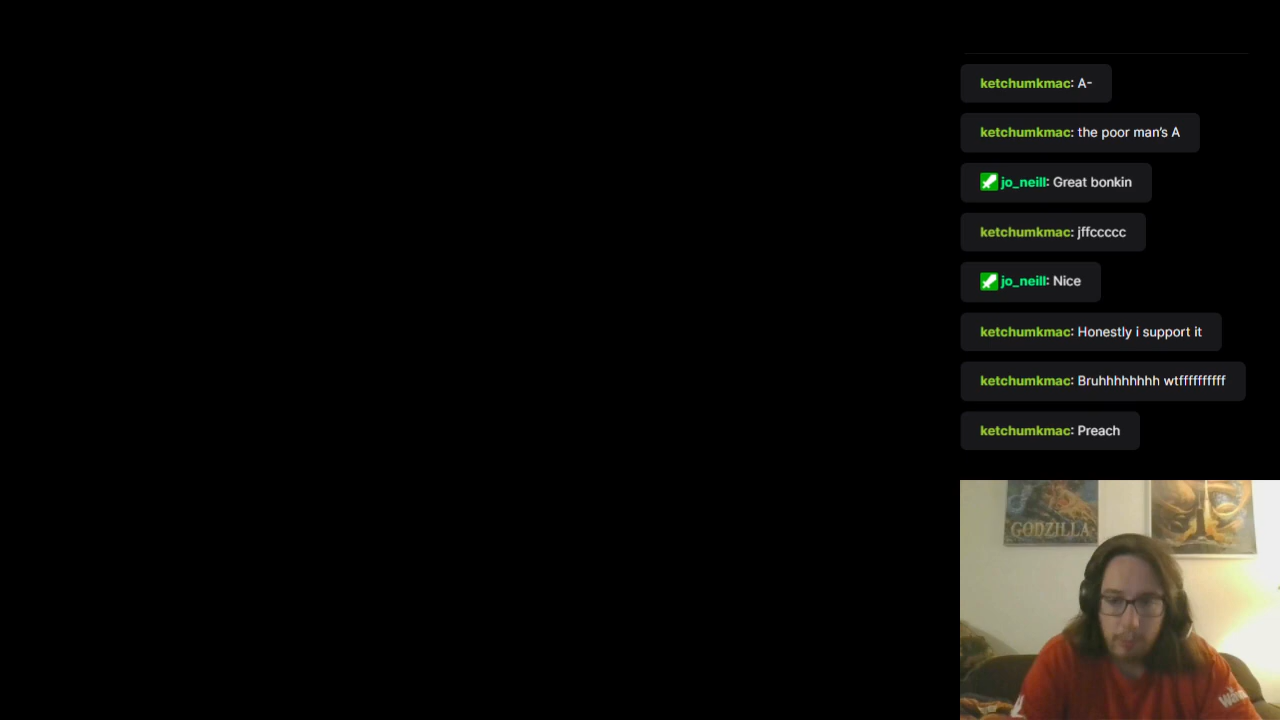 ketchumkmac: A-
ketchumkmac: the poor man's A
jo_neill: Great bonkin
ketchumkmac: jffccccc
jo_neill: Nice
ketchumkmac: Honestly i support it
ketchumkmac: Bruhhhhhhhh wtffffffffff
ketchumkmac: Preach
GODZILLA